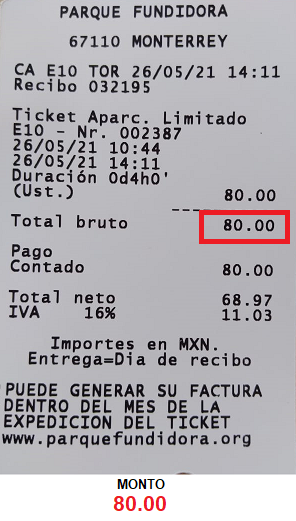 PARQUE FUNDIDORA
67110 MONTERREY
CA E10 TOR 26/05/21 14:11
Recibo 032195
Ticket Aparc. Limitado
E10 - Nr. 002387
26/05/21 10:44
26/05/21 14:11
Duración 0d4h0'
(Ust.) 80.00
Total bruto 80.00
Pago
Contado 80.00
Total neto 68.97
IVA 16% 11.03
Importes en MXN.
Entrega=Dia de recibo
PUEDE GENERAR SU FACTURA
DENTRO DEL MES DE LA
EXPEDICION DEL TICKET
www.parquefundidora.org
MONTO
80.00